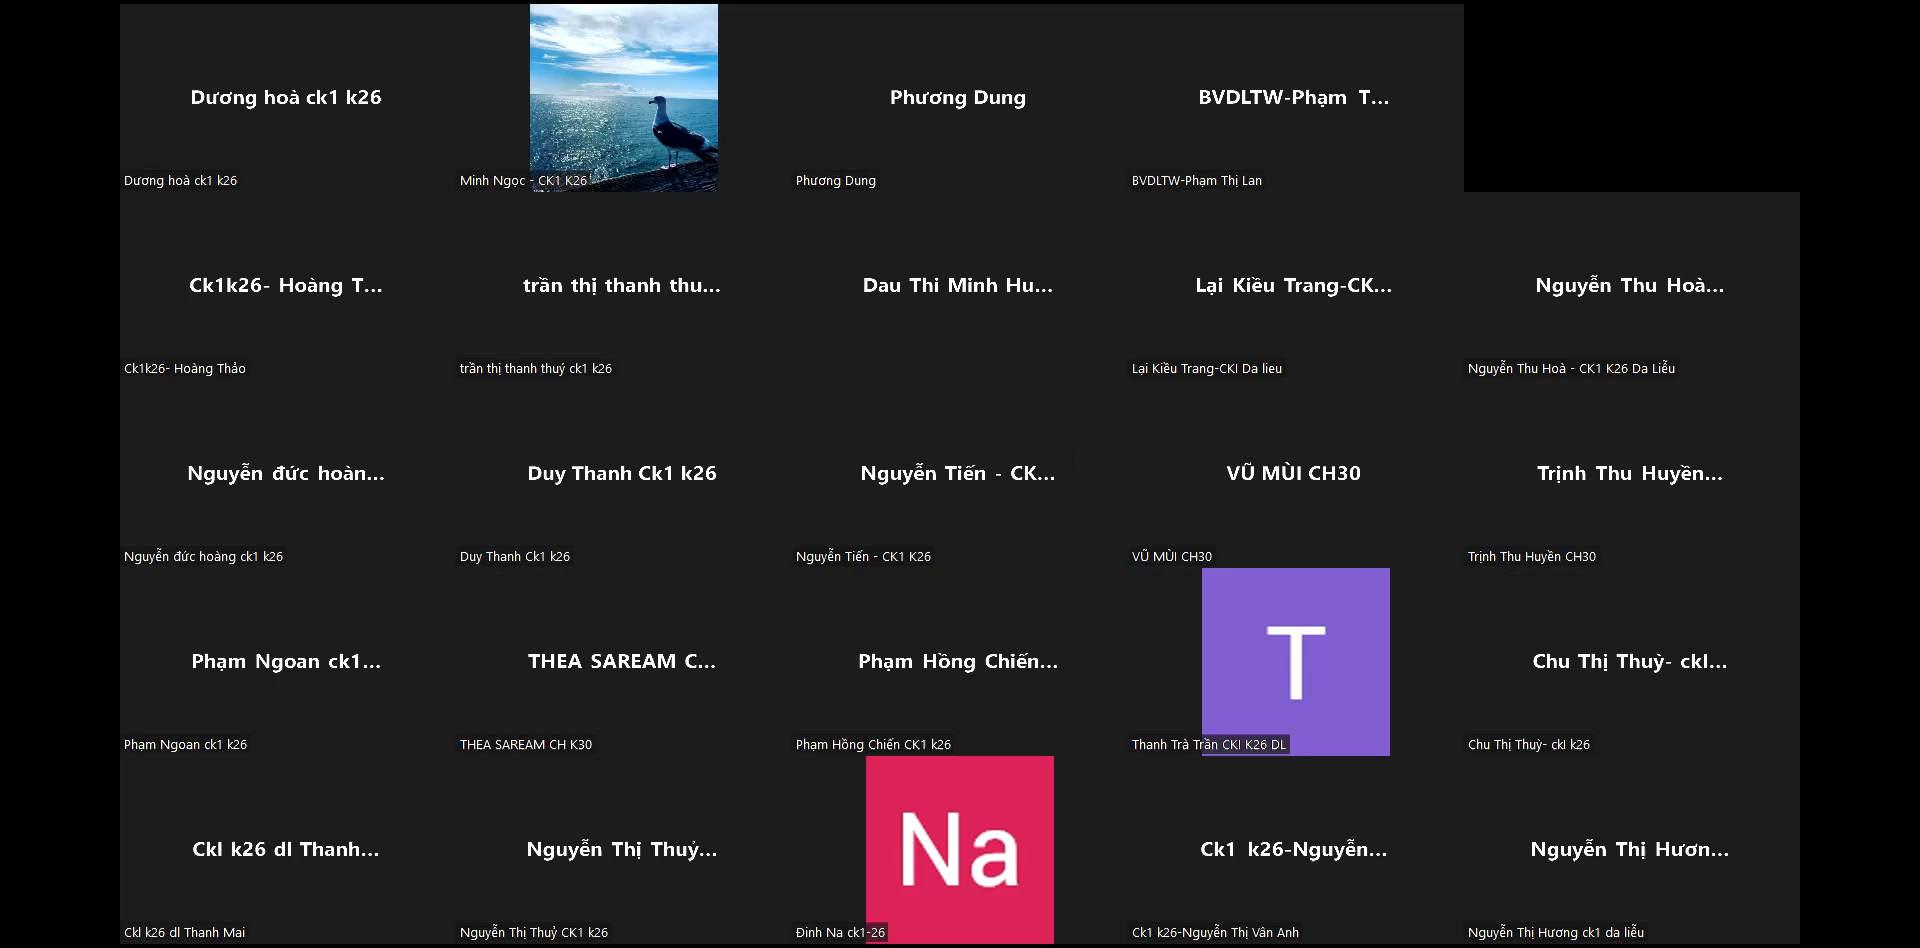 Dương hoà ck1 k26
Phương Dung
BVDLTW-Phạm T...
Dương hoà ck1 k26
Minh Ngọc - CK1 K26
Phương Dung
BVDLTW-Phạm Thị Lan
Ck1k26- Hoàng T...
trần thị thanh thu...
Dau Thi Minh Hu...
Lại Kiều Trang-CK...
Nguyễn Thu Hoà...
Ck1k26- Hoàng Thảo
trần thị thanh thuý ck1 k26
Lại Kiều Trang-CKI Da lieu
Nguyễn Thu Hoà - CK1 K26 Da Liễu
Nguyễn đức hoàn...
Duy Thanh Ck1 k26
Nguyễn Tiến - CK...
VŨ MÙI CH30
Trịnh Thu Huyền...
Nguyễn đức hoàng ck1 k26
Duy Thanh Ck1 k26
Nguyễn Tiến - CK1 K26
VŨ MÙI CH30
Trịnh Thu Huyền CH30
Phạm Ngoan ck1...
THEA SAREAM C...
Phạm Hồng Chiến...
T
Chu Thị Thuỳ- ckI...
Phạm Ngoan ck1 k26
THEA SAREAM CH K30
Phạm Hồng Chiến CK1 k26
Thanh Trà Trần CKI K26 DL
Chu Thị Thuỳ- ckI k26
CkI k26 dl Thanh...
Nguyễn Thị Thuỷ...
Na
Ck1 k26-Nguyễn...
Nguyễn Thị Hươn...
CkI k26 dl Thanh Mai
Nguyễn Thị Thuỷ CK1 k26
Đinh Na ck1-26
Ck1 k26-Nguyễn Thị Vân Anh
Nguyễn Thị Hương ck1 da liễu